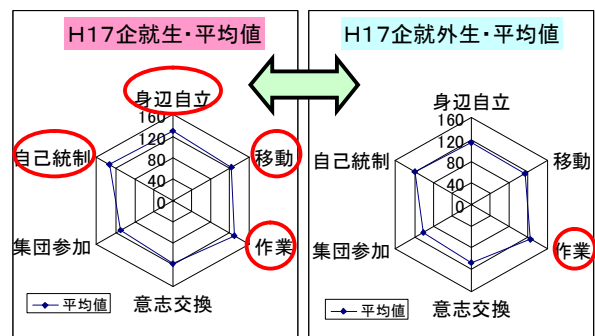 H17企就生・平均値
身辺自立
160
120
80
40
0
移動
作業
意志交換
集団参加
自己統制
平均値
H17企就外生・平均値
身辺自立
160
120
80
40
0
移動
作業
意志交換
集団参加
自己統制
平均値